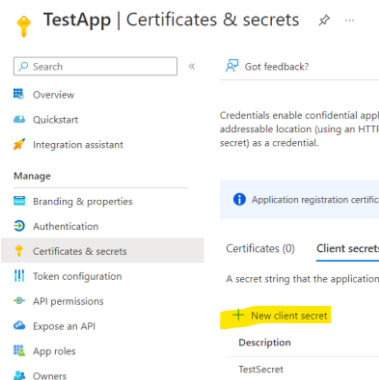 TestApp | Certificates & secrets
Search
Overview
Quickstart
Integration assistant
Manage
Branding & properties
Authentication
Certificates & secrets
Token configuration
API permissions
Expose an API
App roles
Owners
Got feedback?
Credentials enable confidential appl
addressable location (using an HTTP
secret) as a credential.
Application registration certific
Certificates (0) Client secrets
A secret string that the application
New client secret
Description
TestSecret